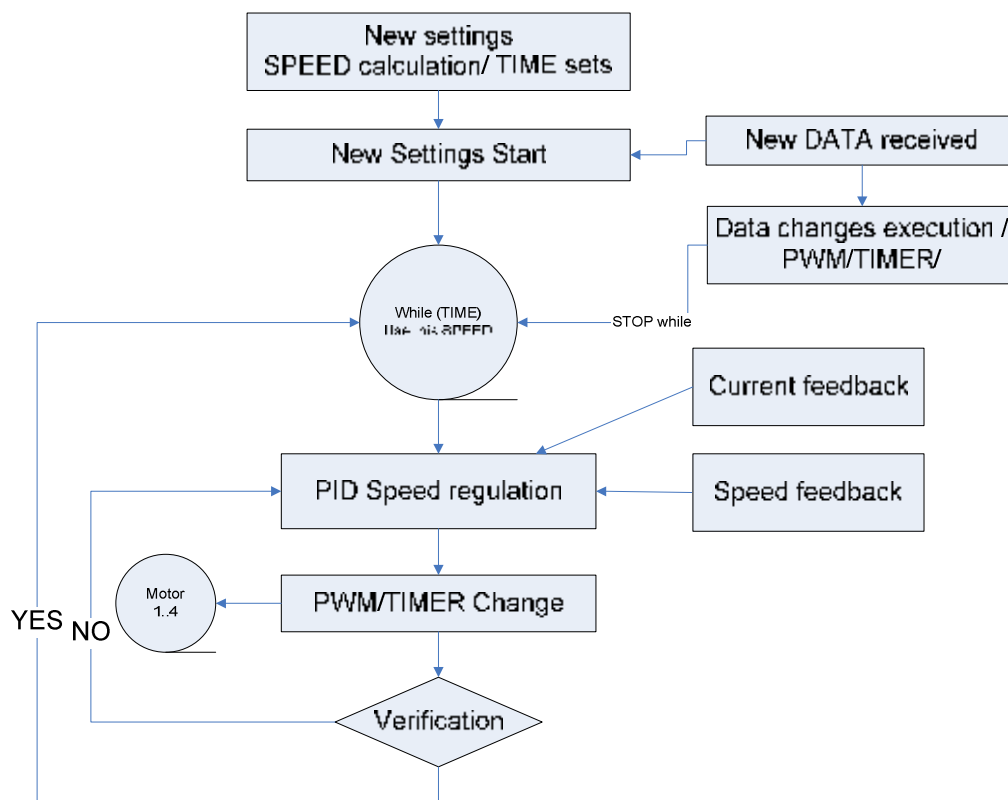 New settings
SPEED calculation/ TIME sets
New DATA received
New Settings Start
Data changes execution /
PWM/TIMER/
While (TIME)
SPEED
STOP while
Current feedback
PID Speed regulation
Speed feedback
Motor
1..4
PWM/TIMER Change
YES
NO
Verification